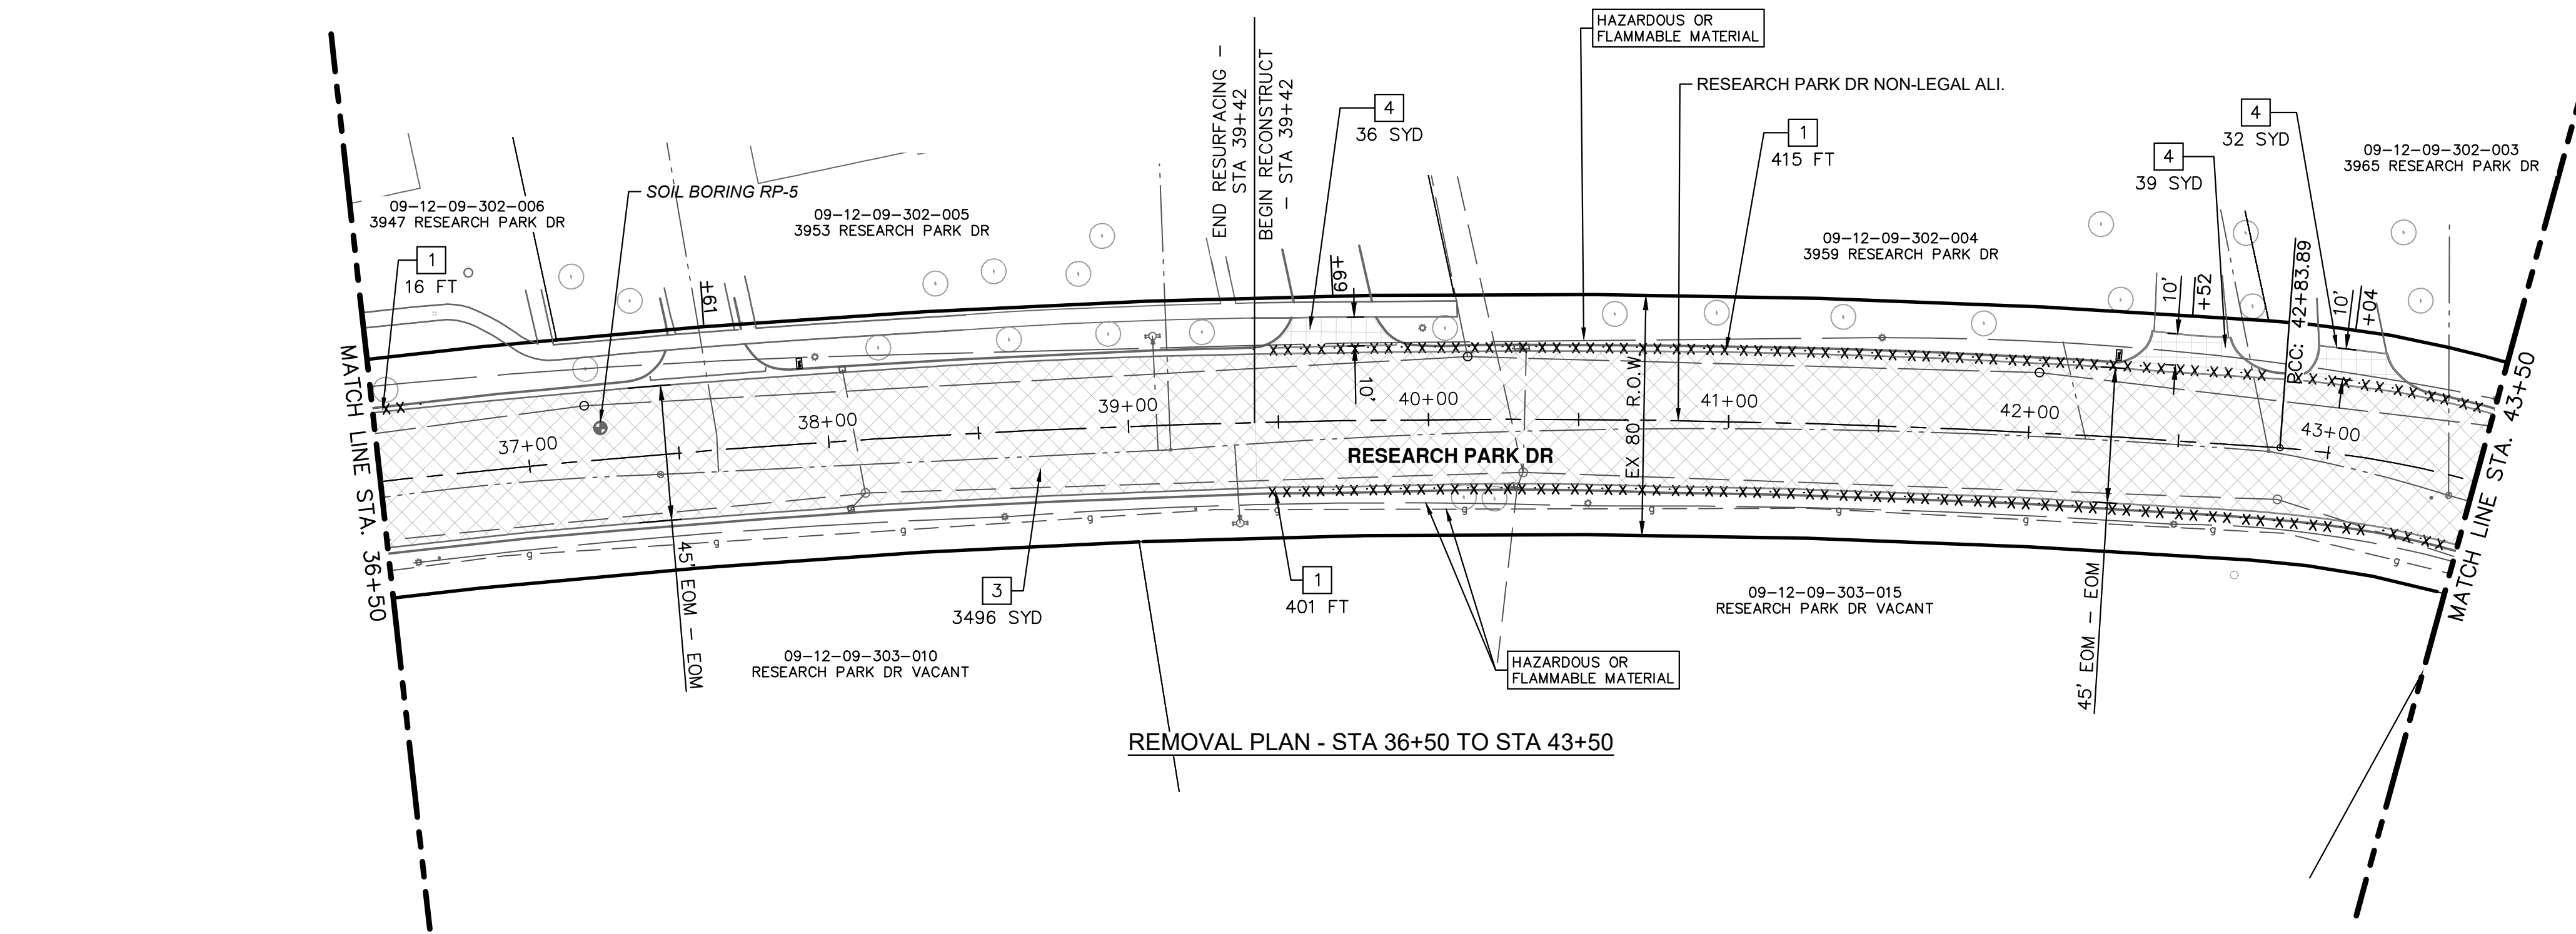 HAZARDOUS OR
FLAMMABLE MATERIAL
RESEARCH PARK DR NON-LEGAL ALI.
END RESURFACING -
STA 39+42
BEGIN RECONSTRUCT
- STA 39+42
4
36 SYD
1
415 FT
4
32 SYD
4
39 SYD
09-12-09-302-003
3965 RESEARCH PARK DR
SOIL BORING RP-5
09-12-09-302-006
3947 RESEARCH PARK DR
09-12-09-302-005
3953 RESEARCH PARK DR
09-12-09-302-004
3959 RESEARCH PARK DR
1
16 FT
+61
+69
10'
10'
+52
PCC: 42+83.89
10'
+04
MATCH LINE STA. 36+50
37+00
38+00
39+00
40+00
41+00
42+00
43+00
RESEARCH PARK DR
EX 80' R.O.W.
MATCH LINE STA. 43+50
g
g
g
g
g
g
g
g
g
g
g
45' EOM - EOM
45' EOM - EOM
3
3496 SYD
1
401 FT
09-12-09-303-015
RESEARCH PARK DR VACANT
09-12-09-303-010
RESEARCH PARK DR VACANT
HAZARDOUS OR
FLAMMABLE MATERIAL
REMOVAL PLAN - STA 36+50 TO STA 43+50